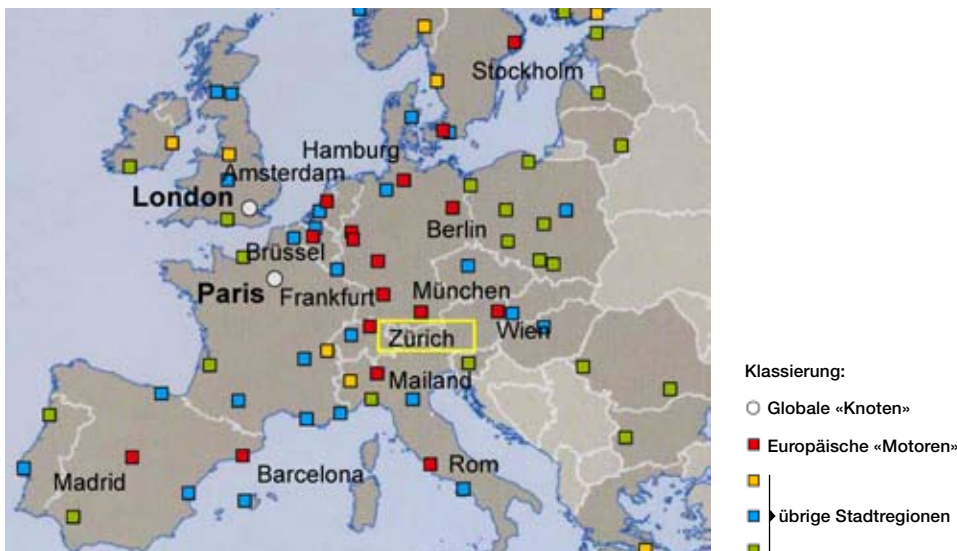 Stockholm
Hamburg
Amsterdam
London
Berlin
Brüssel
Paris
Frankfurt
München
Wien
Zürich
Mailand
Madrid
Barcelona
Rom
Klassierung:
Globale «Knoten»
Europäische «Motoren»
übrige Stadtregionen